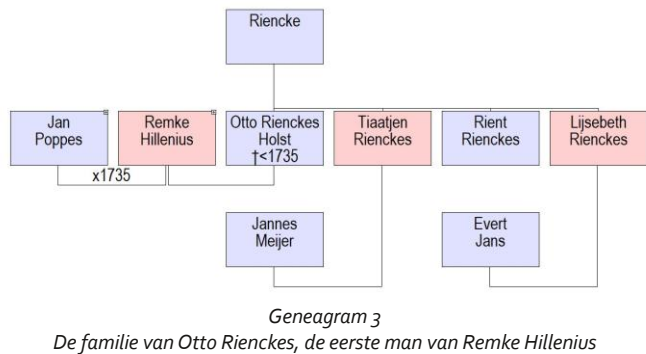 Riencke
Jan
Poppes
Remke
Hillenius
Otto Rienckes
Holst
†<1735
Tiaatjen
Rienckes
Rient
Rienckes
Lijsebeth
Rienckes
x1735
Jannes
Meijer
Evert
Jans
Geneagram 3
De familie van Otto Rienckes, de eerste man van Remke Hillenius